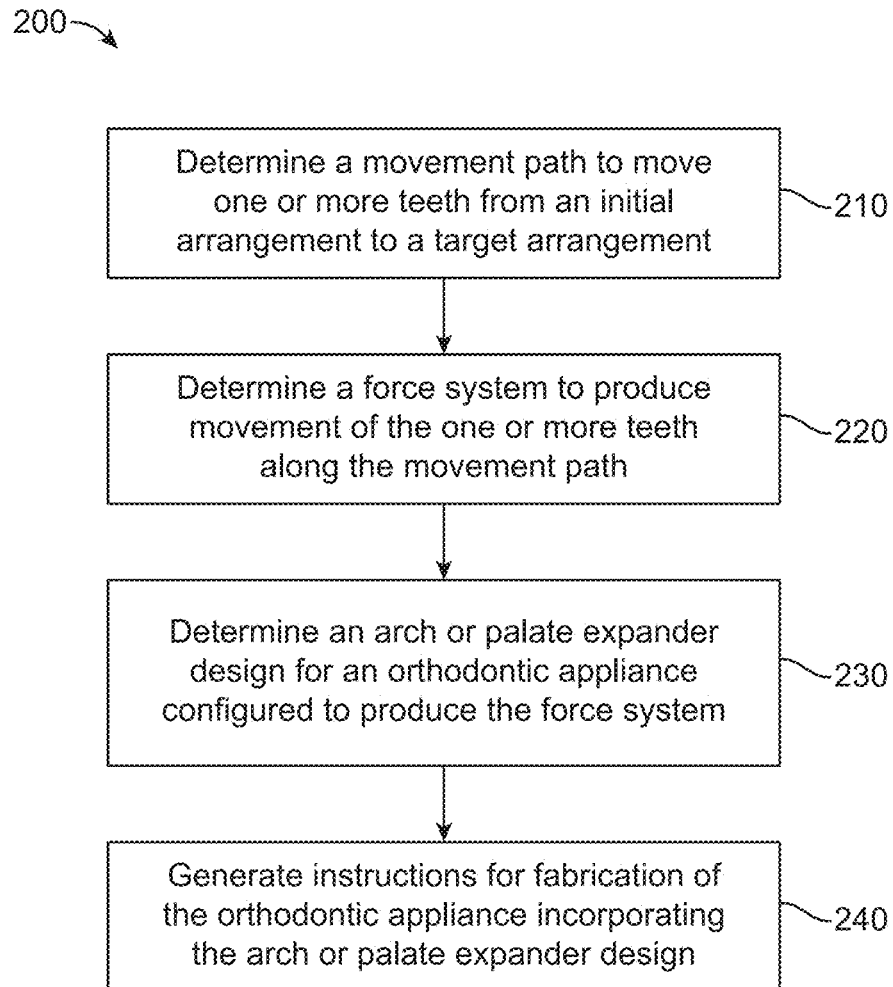 200
Determine a movement path to move
one or more teeth from an initial
arrangement to a target arrangement
210
Determine a force system to produce
movement of the one or more teeth
along the movement path
220
Determine an arch or palate expander
design for an orthodontic appliance
configured to produce the force system
230
Generate instructions for fabrication of
the orthodontic appliance incorporating
the arch or palate expander design
240